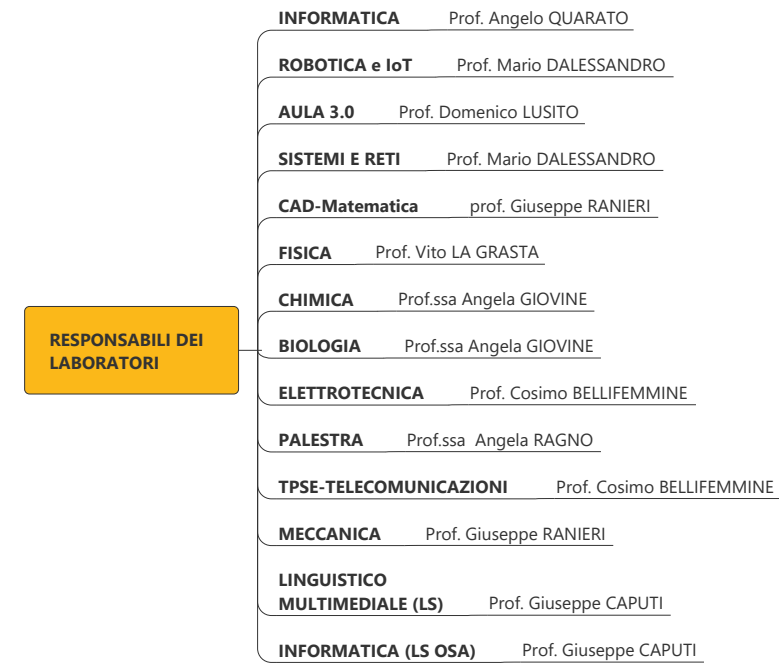 RESPONSABILI DEI
LABORATORI
INFORMATICA Prof. Angelo QUARATO
ROBOTICA e IoT Prof. Mario DALESSANDRO
AULA 3.0 Prof. Domenico LUSITO
SISTEMI E RETI Prof. Mario DALESSANDRO
CAD-Matematica prof. Giuseppe RANIERI
FISICA Prof. Vito LA GRASTA
CHIMICA Prof.ssa Angela GIOVINE
BIOLOGIA Prof.ssa Angela GIOVINE
ELETTROTECNICA Prof. Cosimo BELLIFEMMINE
PALESTRA Prof.ssa Angela RAGNO
TPSE-TELECOMUNICAZIONI Prof. Cosimo BELLIFEMMINE
MECCANICA Prof. Giuseppe RANIERI
LINGUISTICO
MULTIMEDIALE (LS) Prof. Giuseppe CAPUTI
INFORMATICA (LS OSA) Prof. Giuseppe CAPUTI